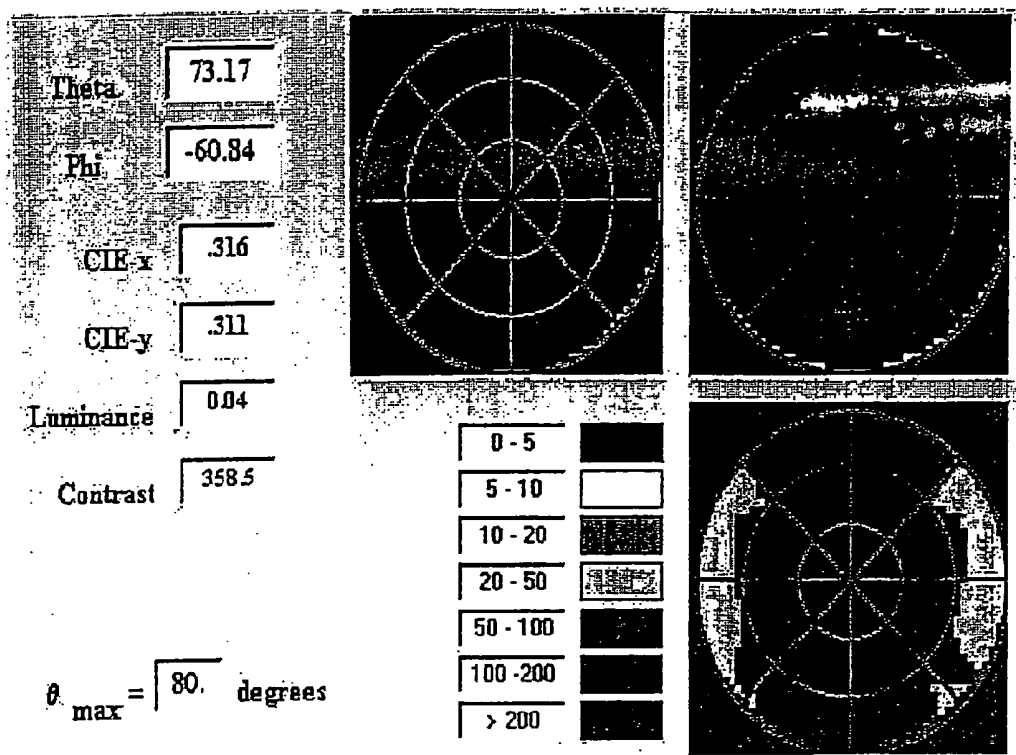 Theta 73.17
Phi -60.84
CIE-x .316
CIE-y .311
Luminance 0.04
Contrast 358.5
θ max = 80. degrees
0 - 5
5 - 10
10 - 20
20 - 50
50 - 100
100 -200
> 200